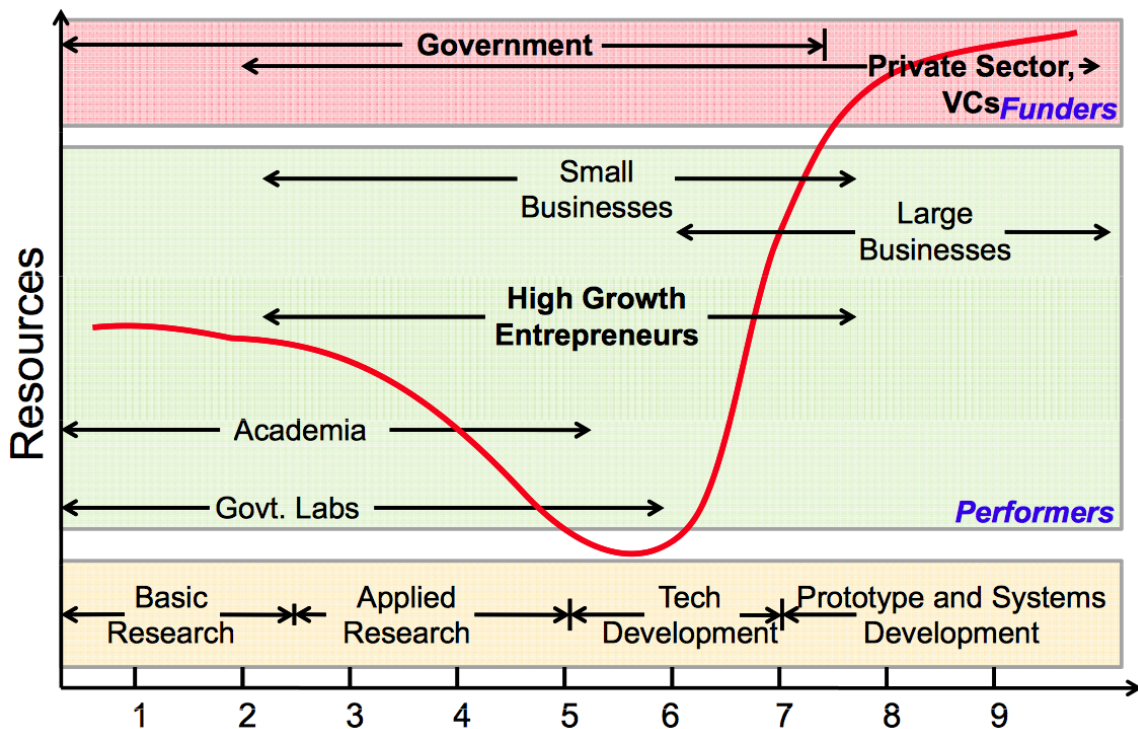 Government
Private Sector,
VCs
Funders
Small
Businesses
Large
Businesses
High Growth
Entrepreneurs
Academia
Govt. Labs
Performers
Resources
Basic
Research
Applied
Research
Tech
Development
Prototype and Systems
Development
1 2 3 4 5 6 7 8 9